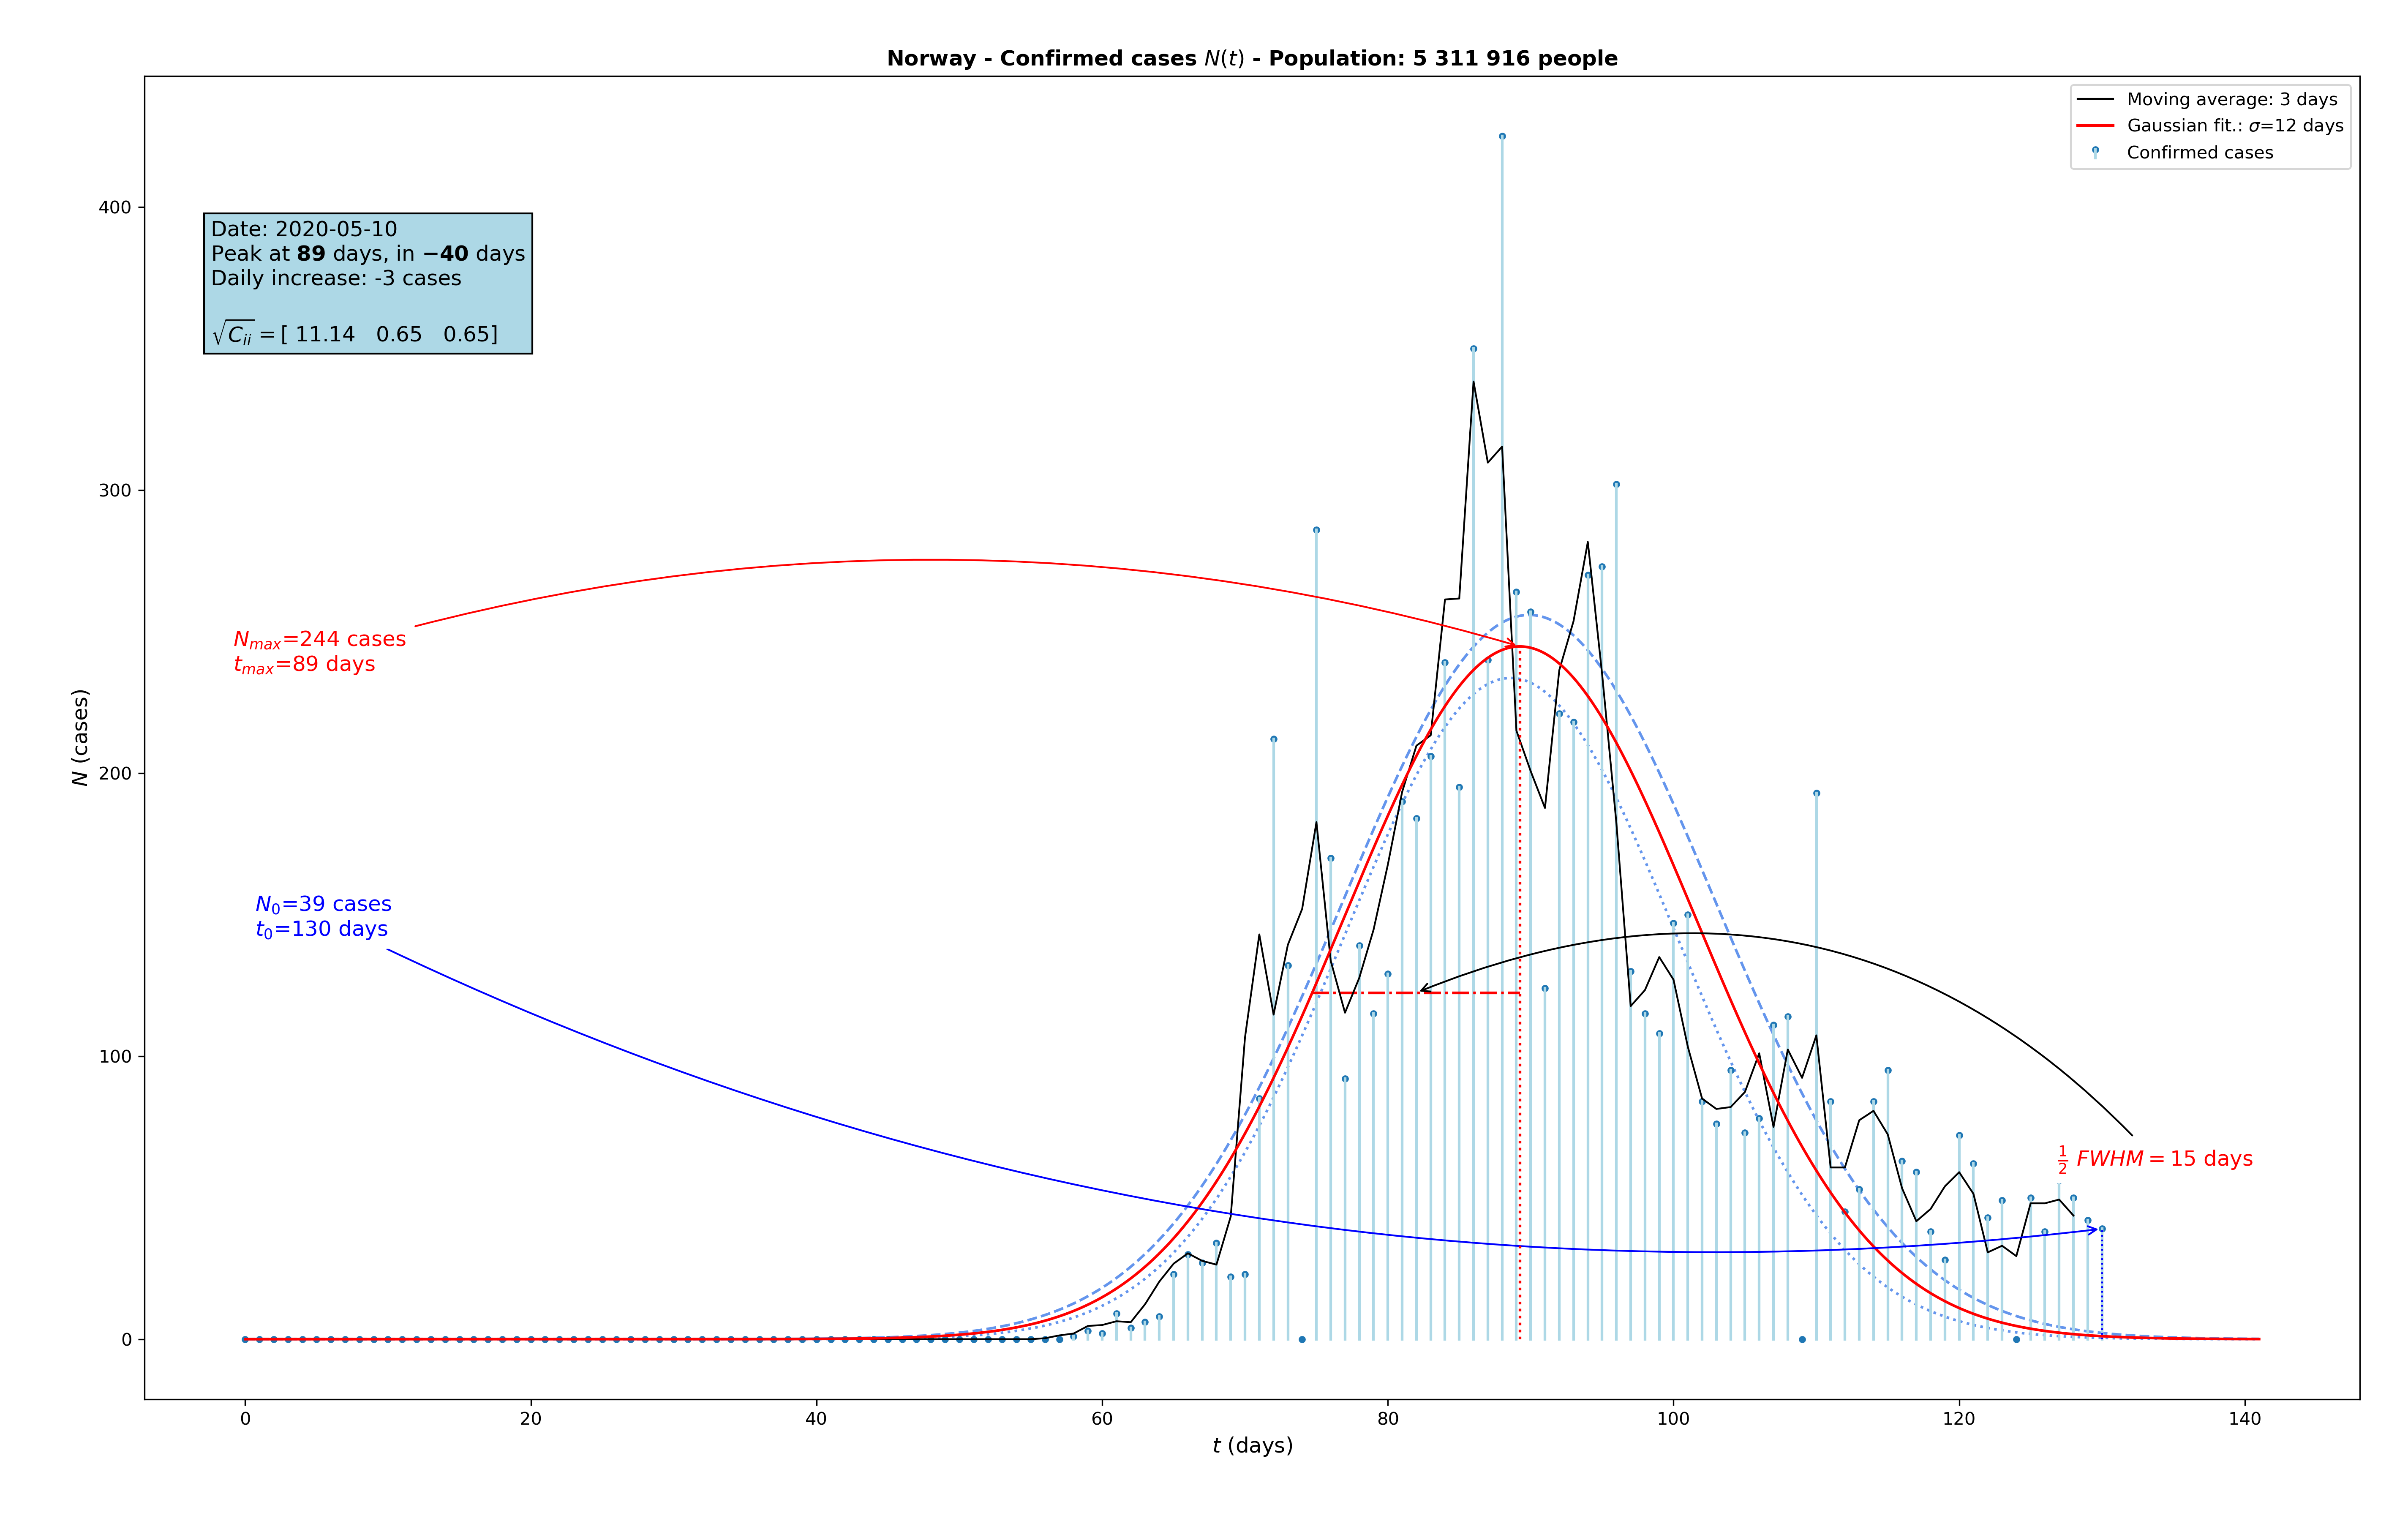 Norway - Confirmed cases N(t) - Population: 5 311 916 people
Moving average: 3 days
Gaussian fit.: σ=12 days
Confirmed cases
Date: 2020-05-10
Peak at 89 days, in −40 days
Daily increase: -3 cases
√C_ii = [ 11.14 0.65 0.65]
N_max=244 cases
t_max=89 days
N_0=39 cases
t_0=130 days
½ FWHM = 15 days
N (cases)
400
300
200
100
0
0 20 40 60 80 100 120 140
t (days)